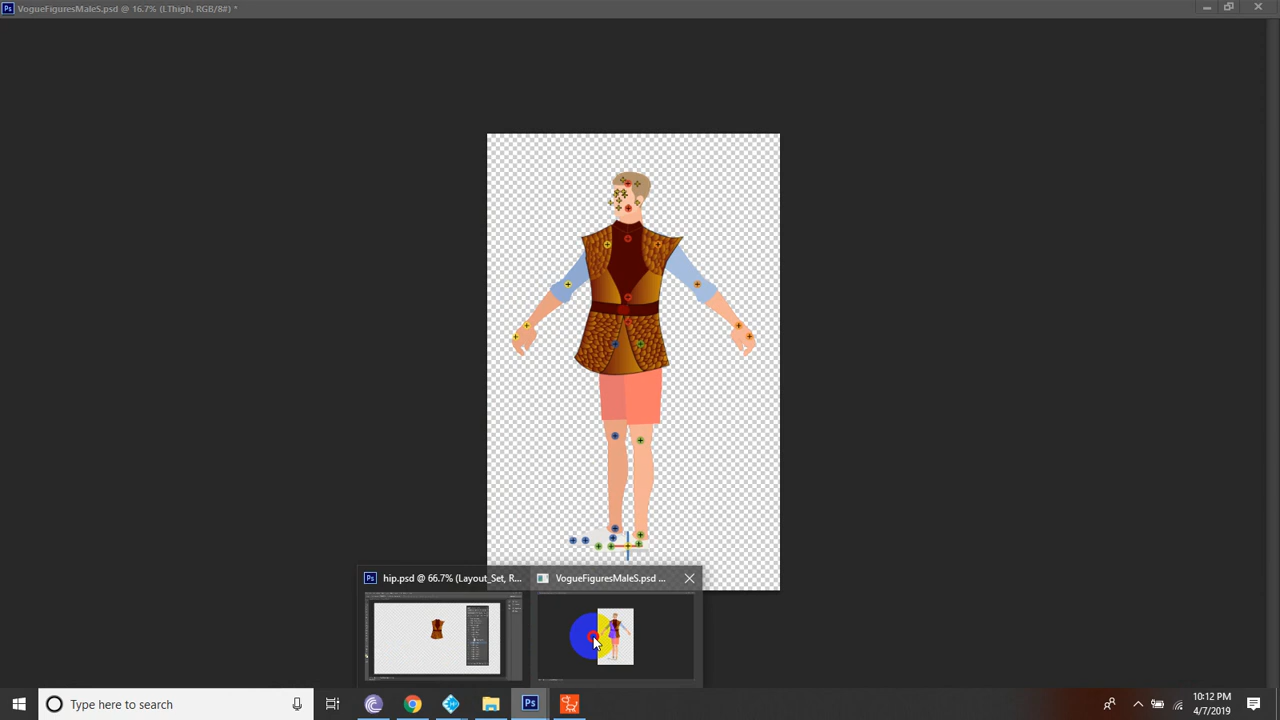 VogueFiguresMaleS.psd @ 16.7% (LThigh, RGB/8#) *
hip.psd @ 66.7% (Layout_Set, R...
VogueFiguresMaleS.psd ...
Type here to search
10:12 PM
4/7/2019